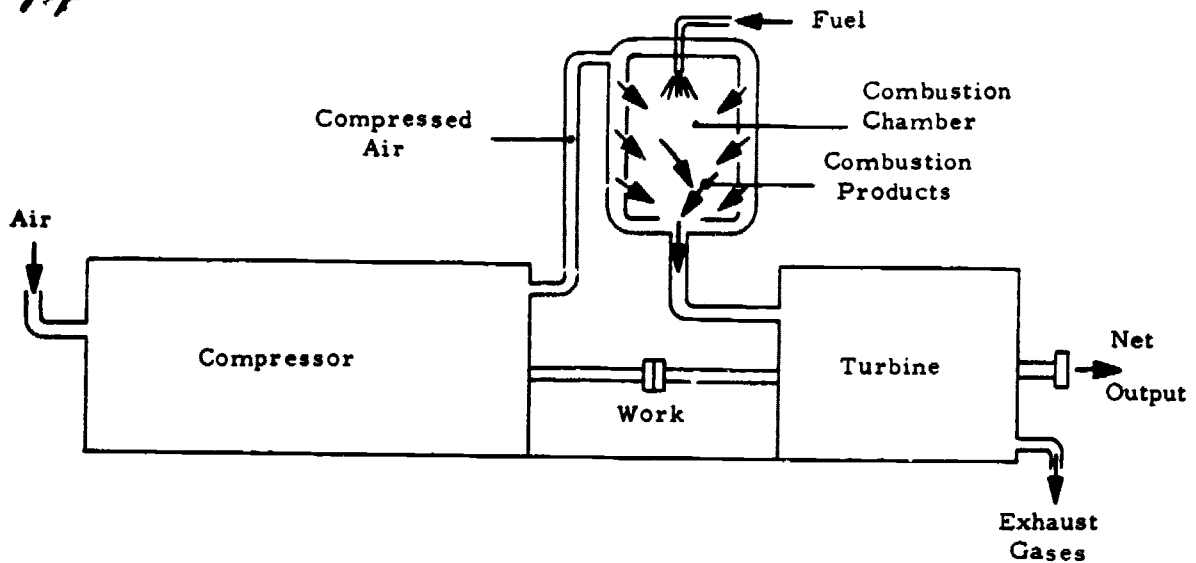 Fuel
Combustion
Chamber
Compressed
Air
Combustion
Products
Air
Compressor
Turbine
Net
Output
Work
Exhaust
Gases